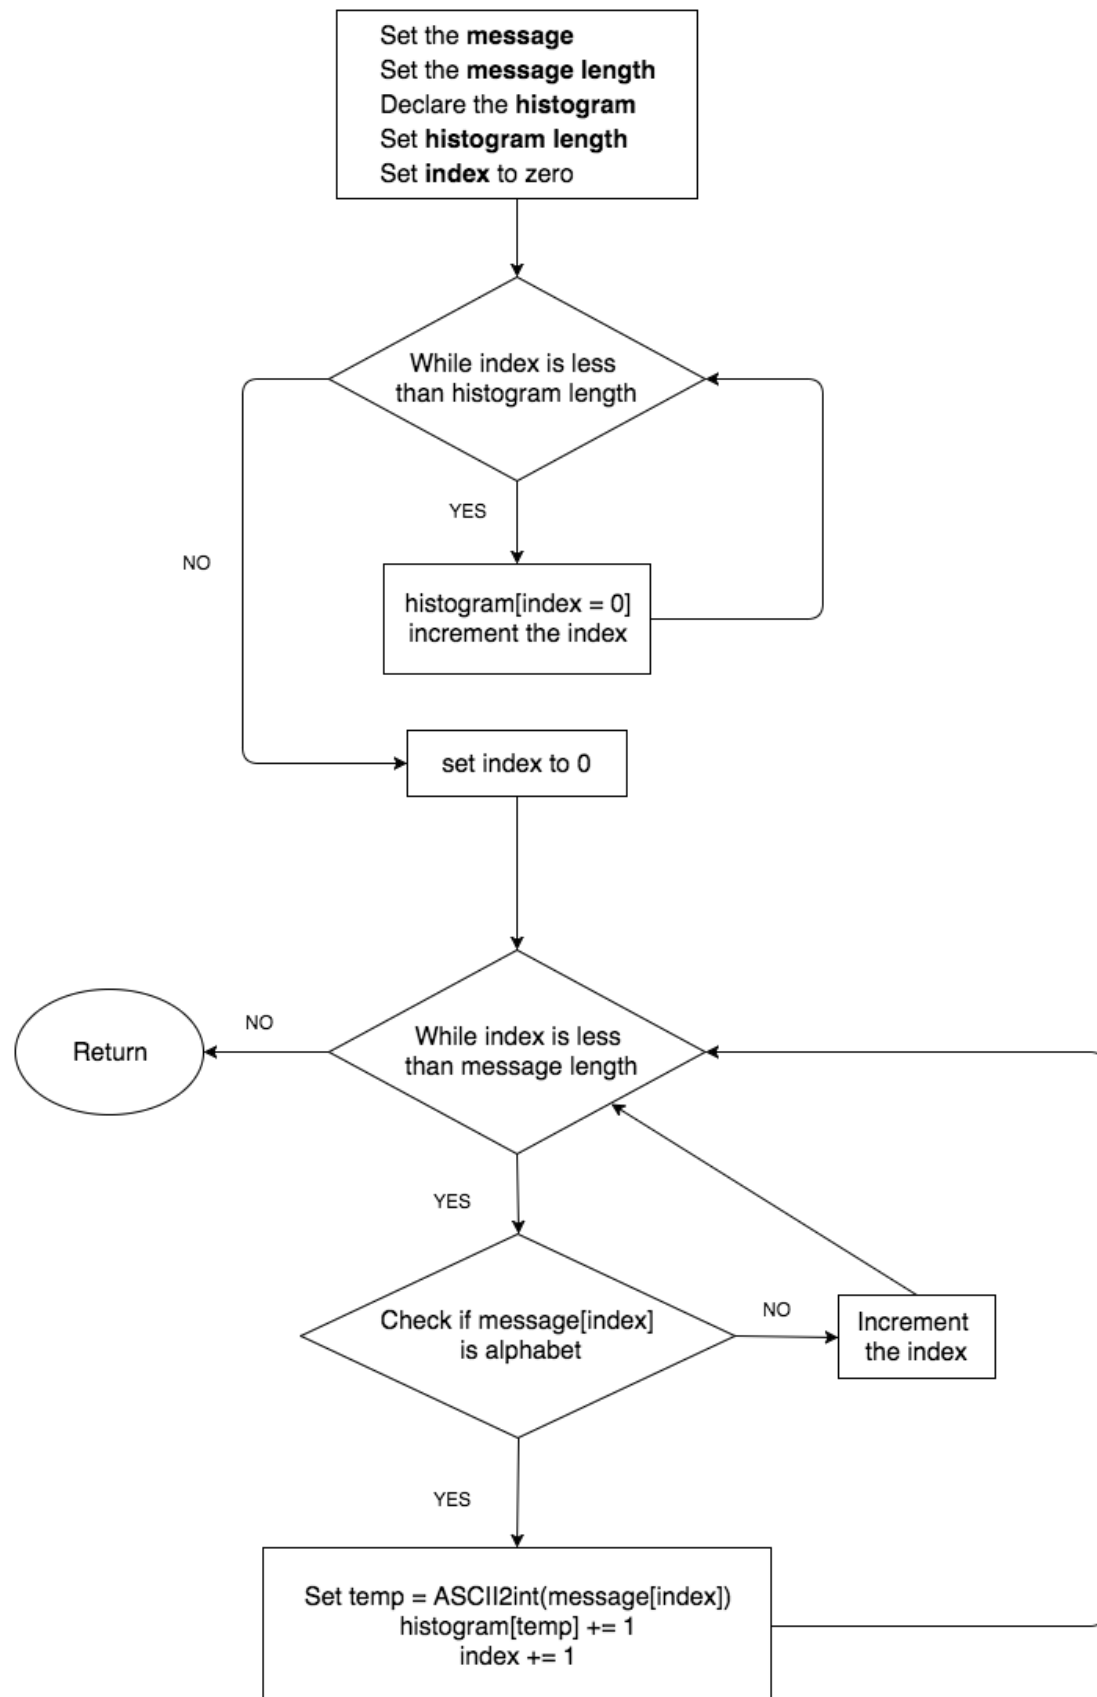 Set the message
Set the message length
Declare the histogram
Set histogram length
Set index to zero
While index is less
than histogram length
YES
NO
histogram[index = 0]
increment the index
set index to 0
NO
Return
While index is less
than message length
YES
Check if message[index]
is alphabet
NO
Increment
the index
YES
Set temp = ASCII2int(message[index])
histogram[temp] += 1
index += 1